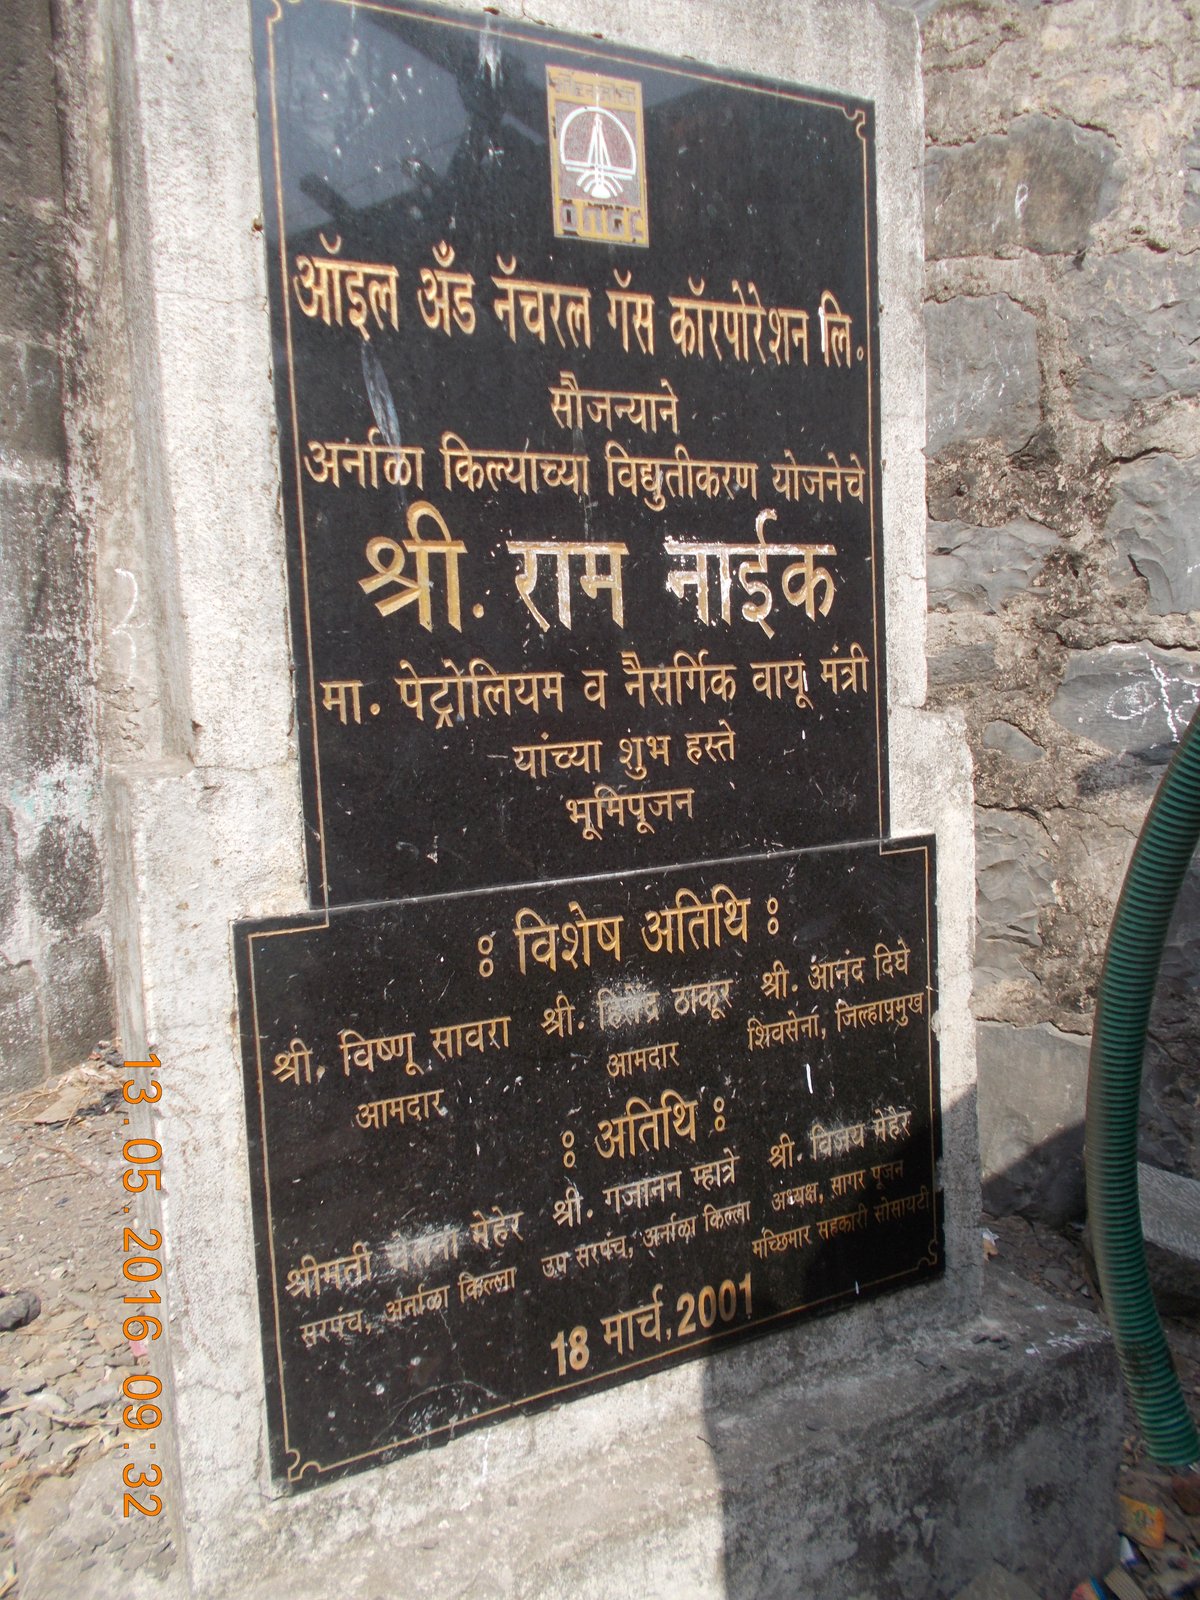 ONGC
ऑइल अँड नॅचरल गॅस कॉरपोरेशन लि.
सौजन्याने
अर्नाळा किल्याच्या विद्युतीकरण योजनेचे
श्री. राम नाईक
मा. पेट्रोलियम व नैसर्गिक वायू मंत्री
यांच्या शुभ हस्ते
भूमिपूजन
: विशेष अतिथि :
श्री. विष्णू सावरा श्री. हितेंद्र ठाकूर श्री. आनंद दिघे
आमदार आमदार शिवसेना, जिल्हाप्रमुख
: अतिथि :
श्रीमती चेतना मेहेर श्री. गजानन म्हात्रे श्री. विजय मेहेर
सरपंच, अर्नाळा किल्ला उप सरपंच, अर्नाळा किल्ला अध्यक्ष, सागर पूजन
मच्छिमार सहकारी सोसायटी
18 मार्च, 2001
13.05.2016 09:32